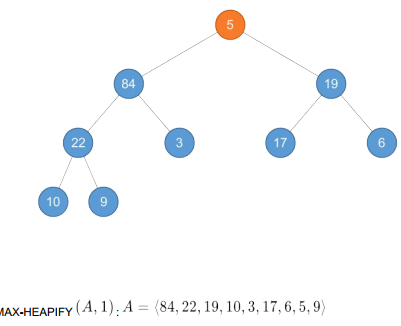 5
84 19
22 3 17 6
10 9
MAX-HEAPIFY (A, 1): A = ⟨84, 22, 19, 10, 3, 17, 6, 5, 9⟩